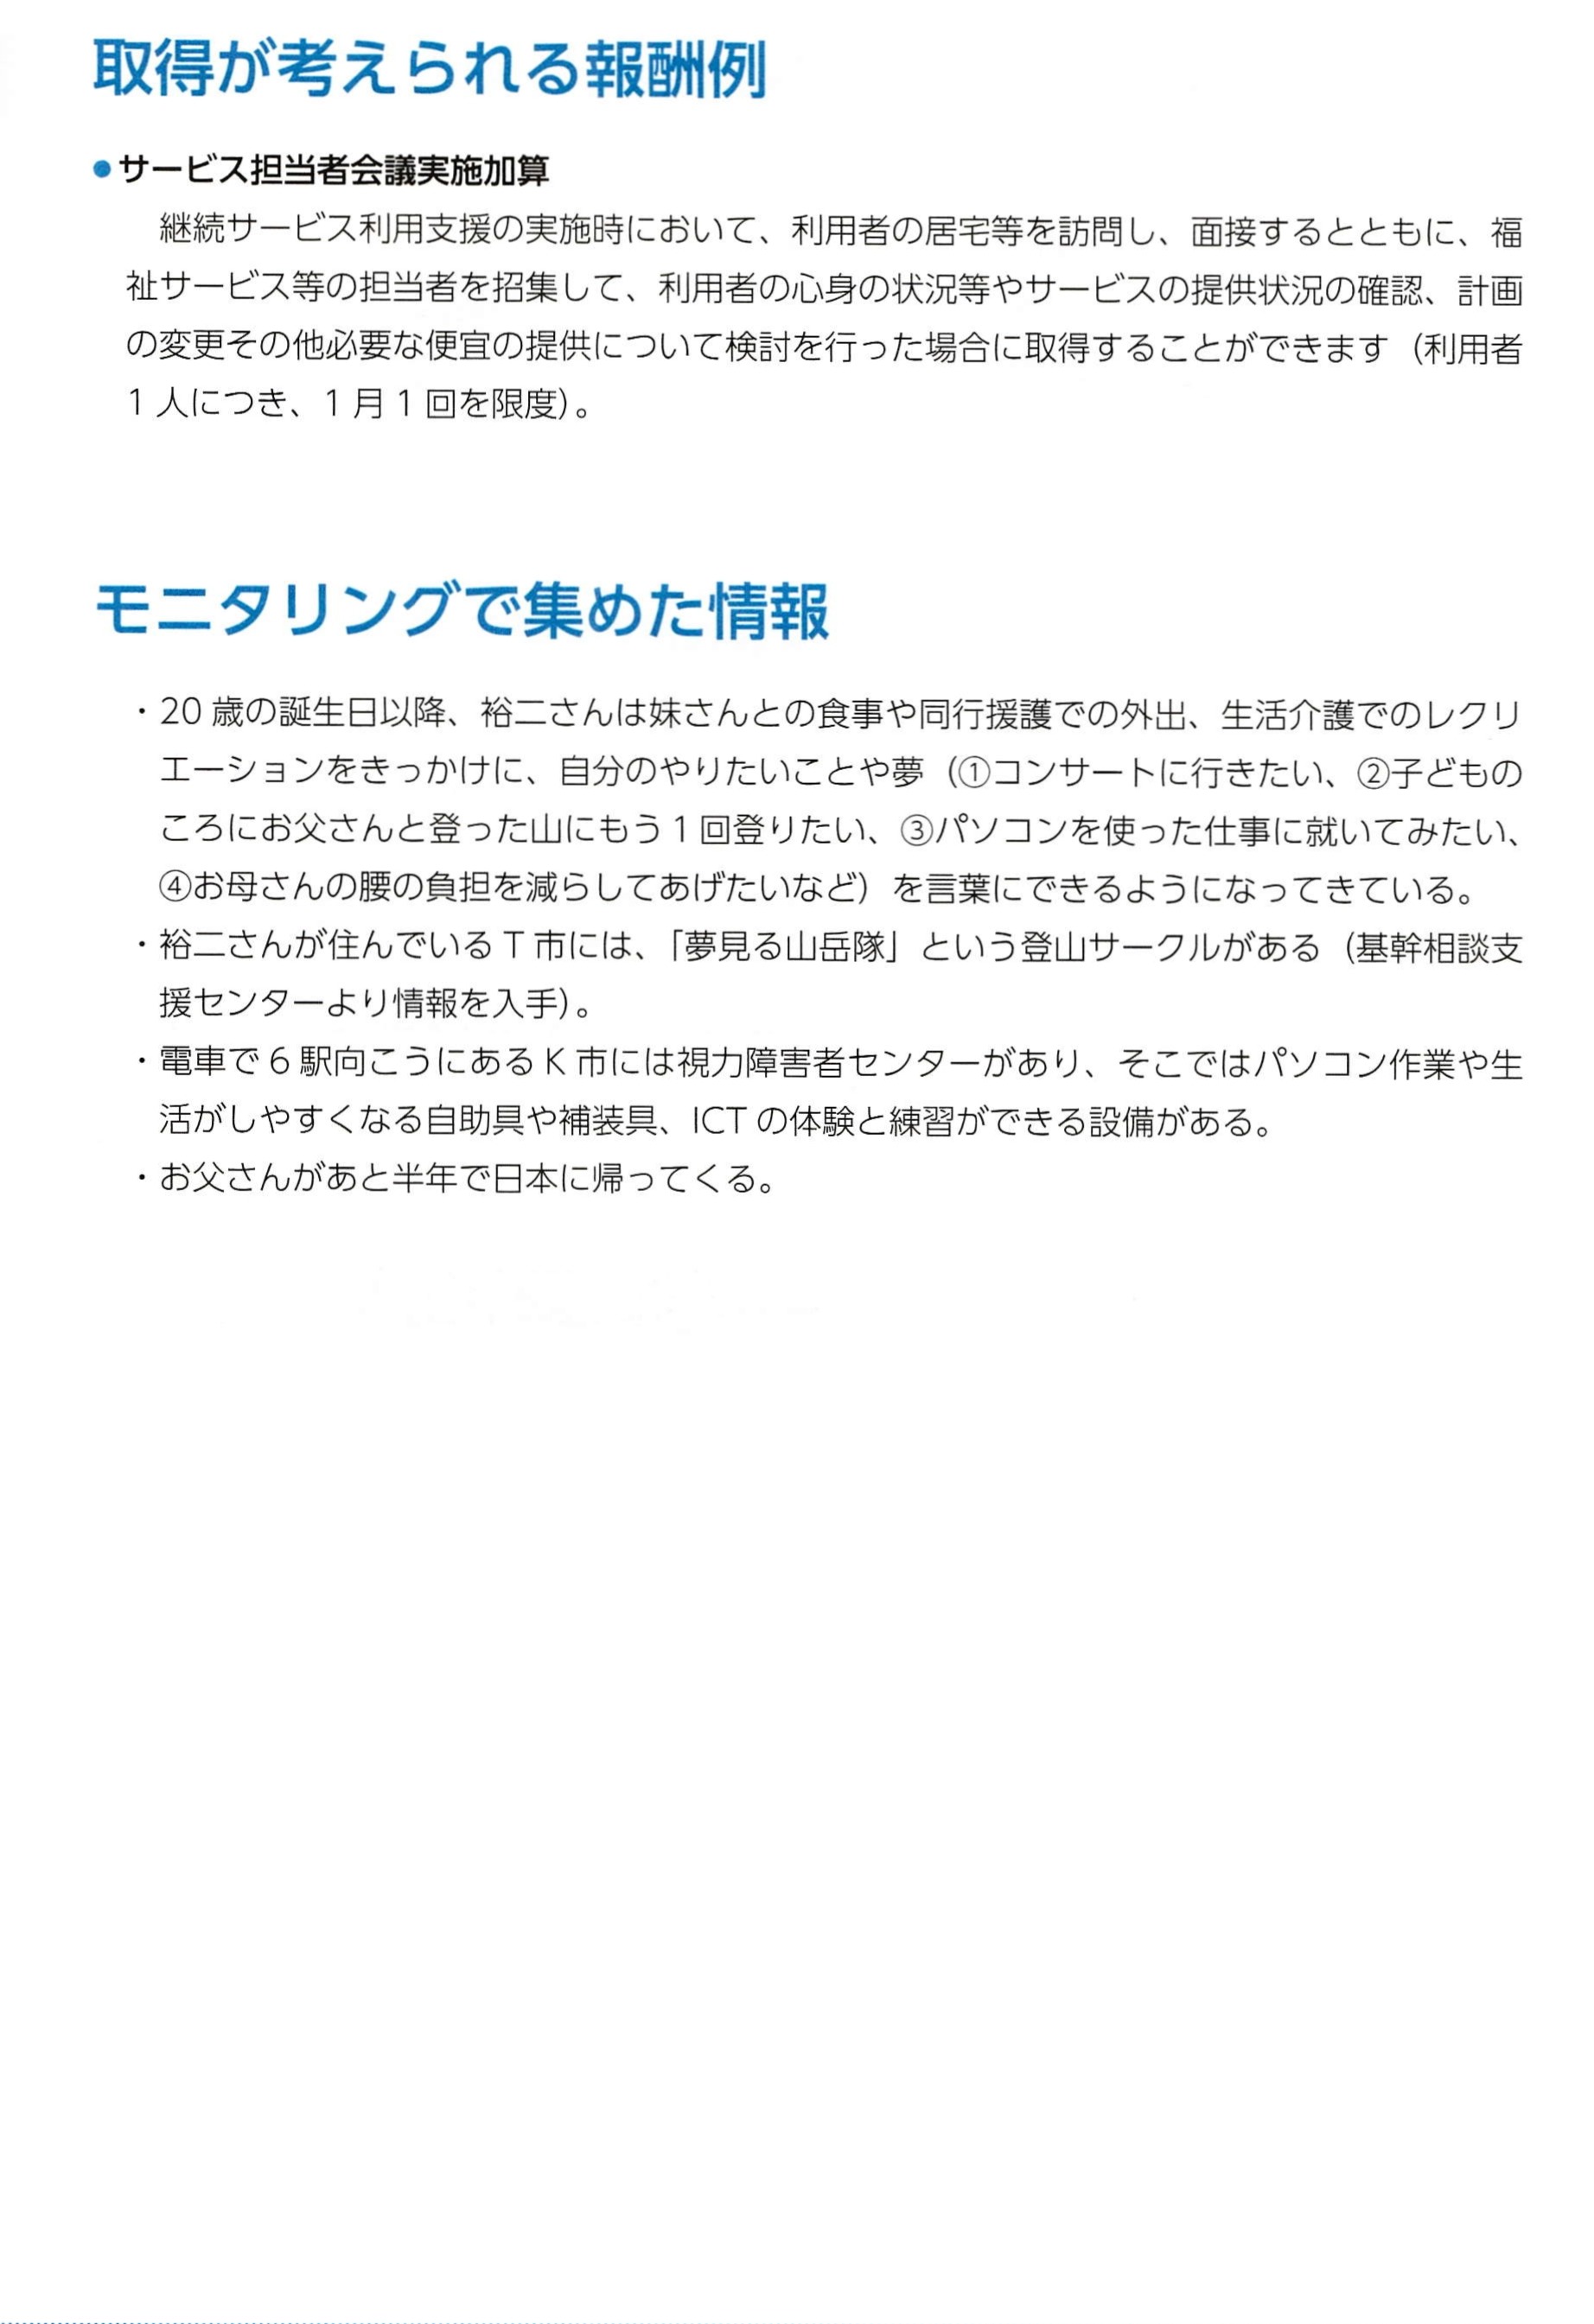 取得が考えられる報酬例
●サービス担当者会議実施加算
継続サービス利用支援の実施時において、利用者の居宅等を訪問し、面接するとともに、福
祉サービス等の担当者を招集して、利用者の心身の状況等やサービスの提供状況の確認、計画
の変更その他必要な便宜の提供について検討を行った場合に取得することができます（利用者
1人につき、1月1回を限度）。
モニタリングで集めた情報
・20歳の誕生日以降、裕二さんは妹さんとの食事や同行援護での外出、生活介護でのレクリ
エーションをきっかけに、自分のやりたいことや夢（①コンサートに行きたい、②子どもの
ころにお父さんと登った山にもう1回登りたい、③パソコンを使った仕事に就いてみたい、
④お母さんの腰の負担を減らしてあげたいなど）を言葉にできるようになってきている。
・裕二さんが住んでいるT市には、「夢見る山岳隊」という登山サークルがある（基幹相談支
援センターより情報を入手）。
・電車で6駅向こうにあるK市には視力障害者センターがあり、そこではパソコン作業や生
活がしやすくなる自助具や補装具、ICTの体験と練習ができる設備がある。
・お父さんがあと半年で日本に帰ってくる。